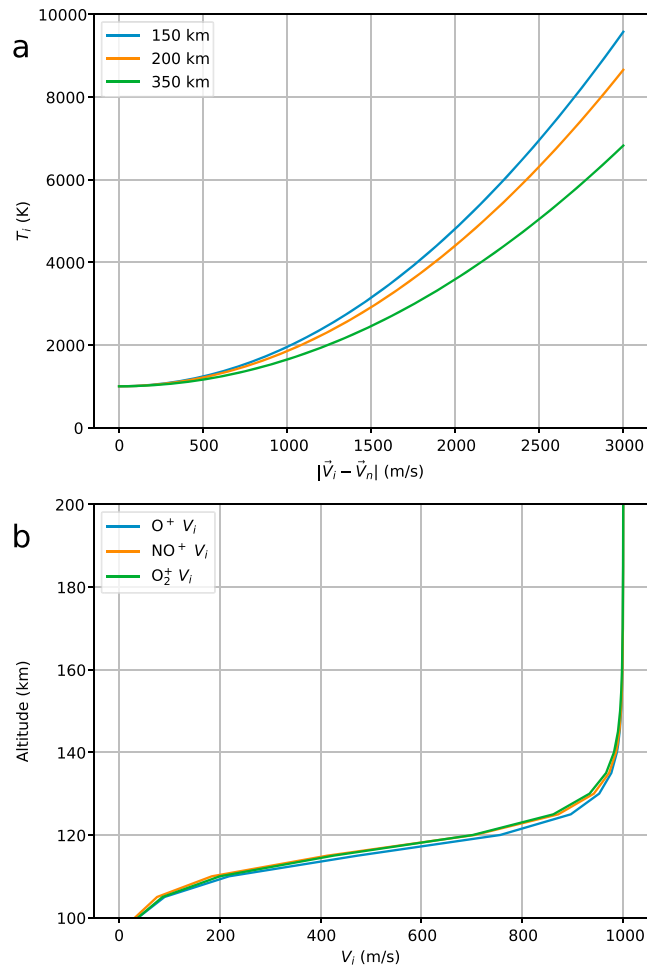 a
150 km
200 km
350 km
10000
8000
6000
4000
2000
0
T_i (K)
0 500 1000 1500 2000 2500 3000
|V⃗_i − V⃗_n| (m/s)
b
O⁺ V_i
NO⁺ V_i
O₂⁺ V_i
200
180
160
140
120
100
Altitude (km)
0 200 400 600 800 1000
V_i (m/s)